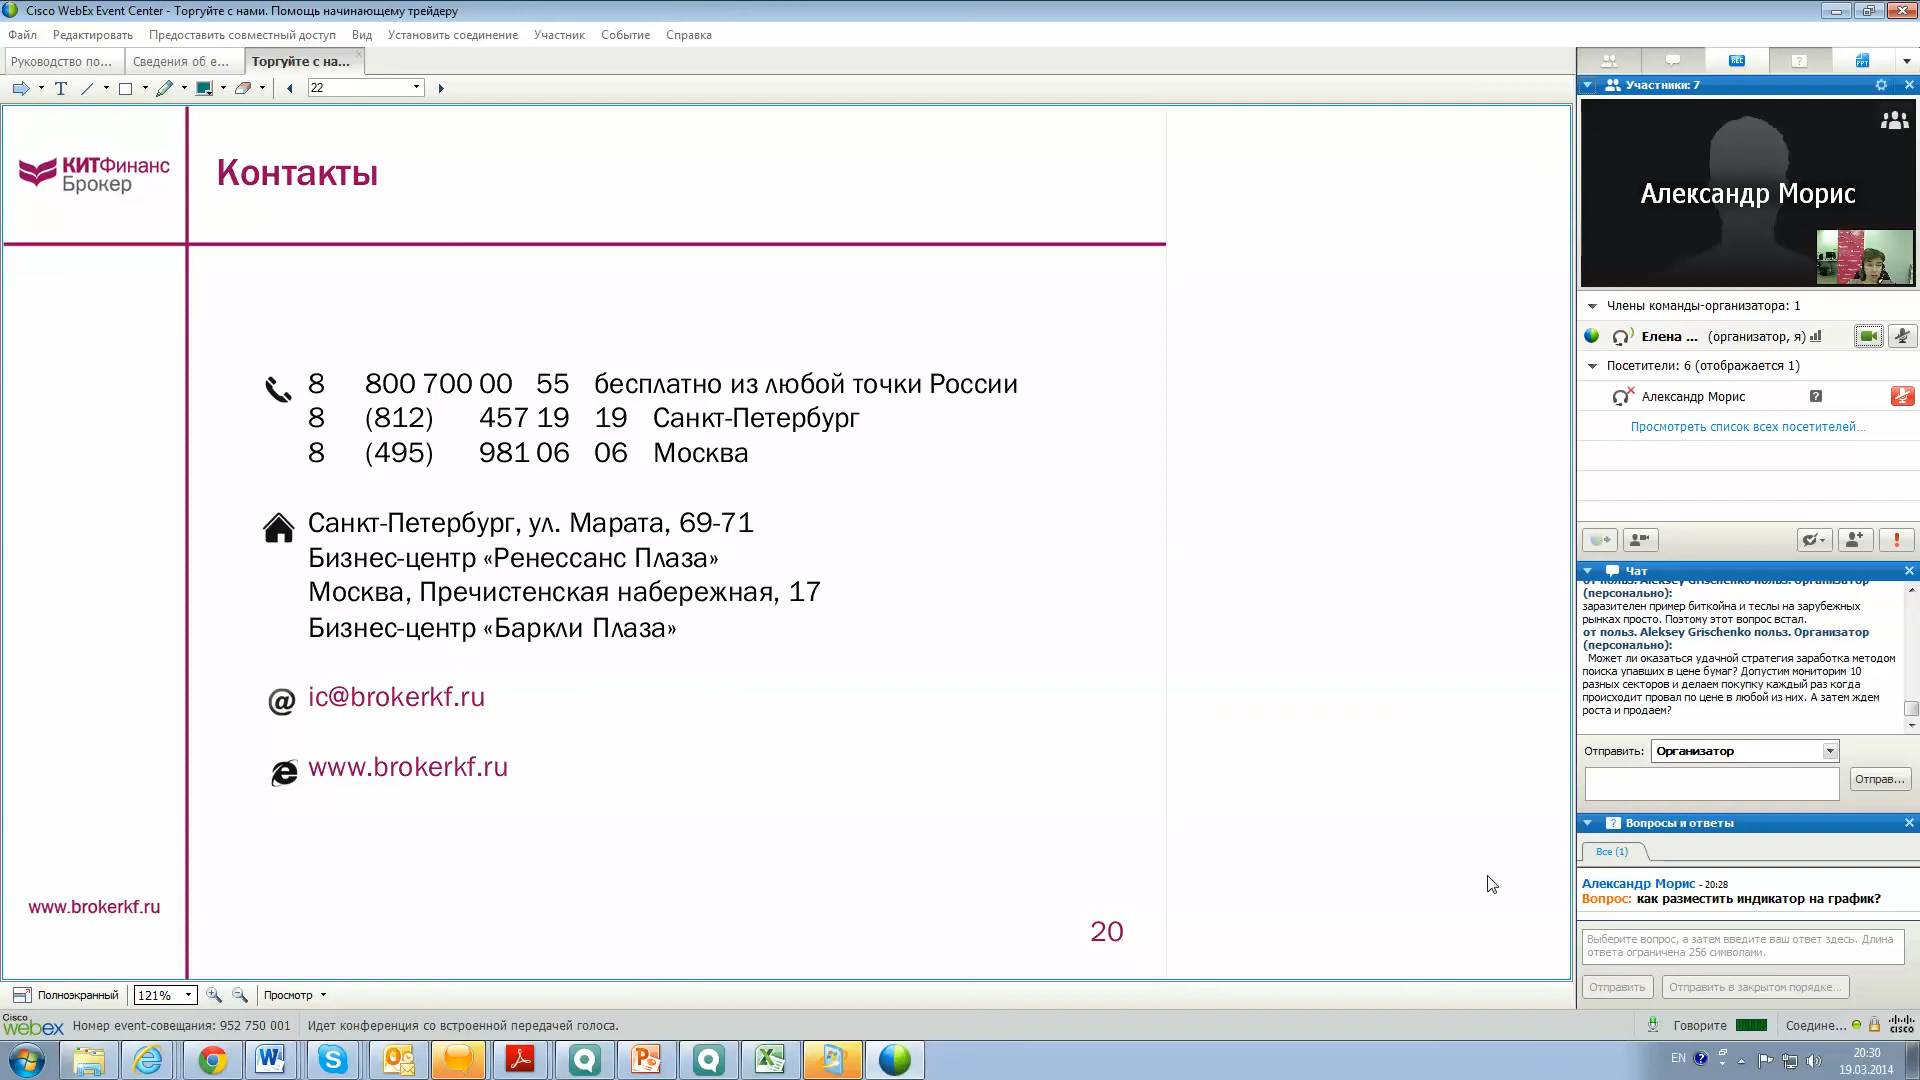 Cisco WebEx Event Center - Торгуйте с нами. Помощь начинающему трейдеру
Файл Редактировать Предоставить совместный доступ Вид Установить соединение Участник Событие Справка
Руководство по... Сведения об е... Торгуйте с на...
22
КИТФинанс
Брокер
Контакты
8 800 700 00 55 бесплатно из любой точки России
8 (812) 457 19 19 Санкт-Петербург
8 (495) 981 06 06 Москва
Санкт-Петербург, ул. Марата, 69-71
Бизнес-центр «Ренессанс Плаза»
Москва, Пречистенская набережная, 17
Бизнес-центр «Баркли Плаза»
ic@brokerkf.ru
www.brokerkf.ru
www.brokerkf.ru
20
Полноэкранный 121% Просмотр
Cisco webex Номер event-совещания: 952 750 001 Идет конференция со встроенной передачей голоса.
REC PPT
Участники: 7
Александр Морис
Члены команды-организатора: 1
Елена ... (организатор, я)
Посетители: 6 (отображается 1)
Александр Морис
Просмотреть список всех посетителей...
Чат
от польз. Aleksey Grischenko польз. Организатор
(персонально):
заразителен пример биткойна и теслы на зарубежных
рынках просто. Поэтому этот вопрос встал.
от польз. Aleksey Grischenko польз. Организатор
(персонально):
Может ли оказаться удачной стратегия заработка методом
поиска упавших в цене бумаг? Допустим мониторим 10
разных секторов и делаем покупку каждый раз когда
происходит провал по цене в любой из них. А затем ждем
роста и продаем?
Отправить: Организатор
Отправ...
Вопросы и ответы
Все (1)
Александр Морис - 20:28
Вопрос: как разместить индикатор на график?
Выберите вопрос, а затем введите ваш ответ здесь. Длина
ответа ограничена 256 символами.
Отправить Отправить в закрытом порядке...
Говорите Соедине... cisco
EN 20:30
19.03.2014